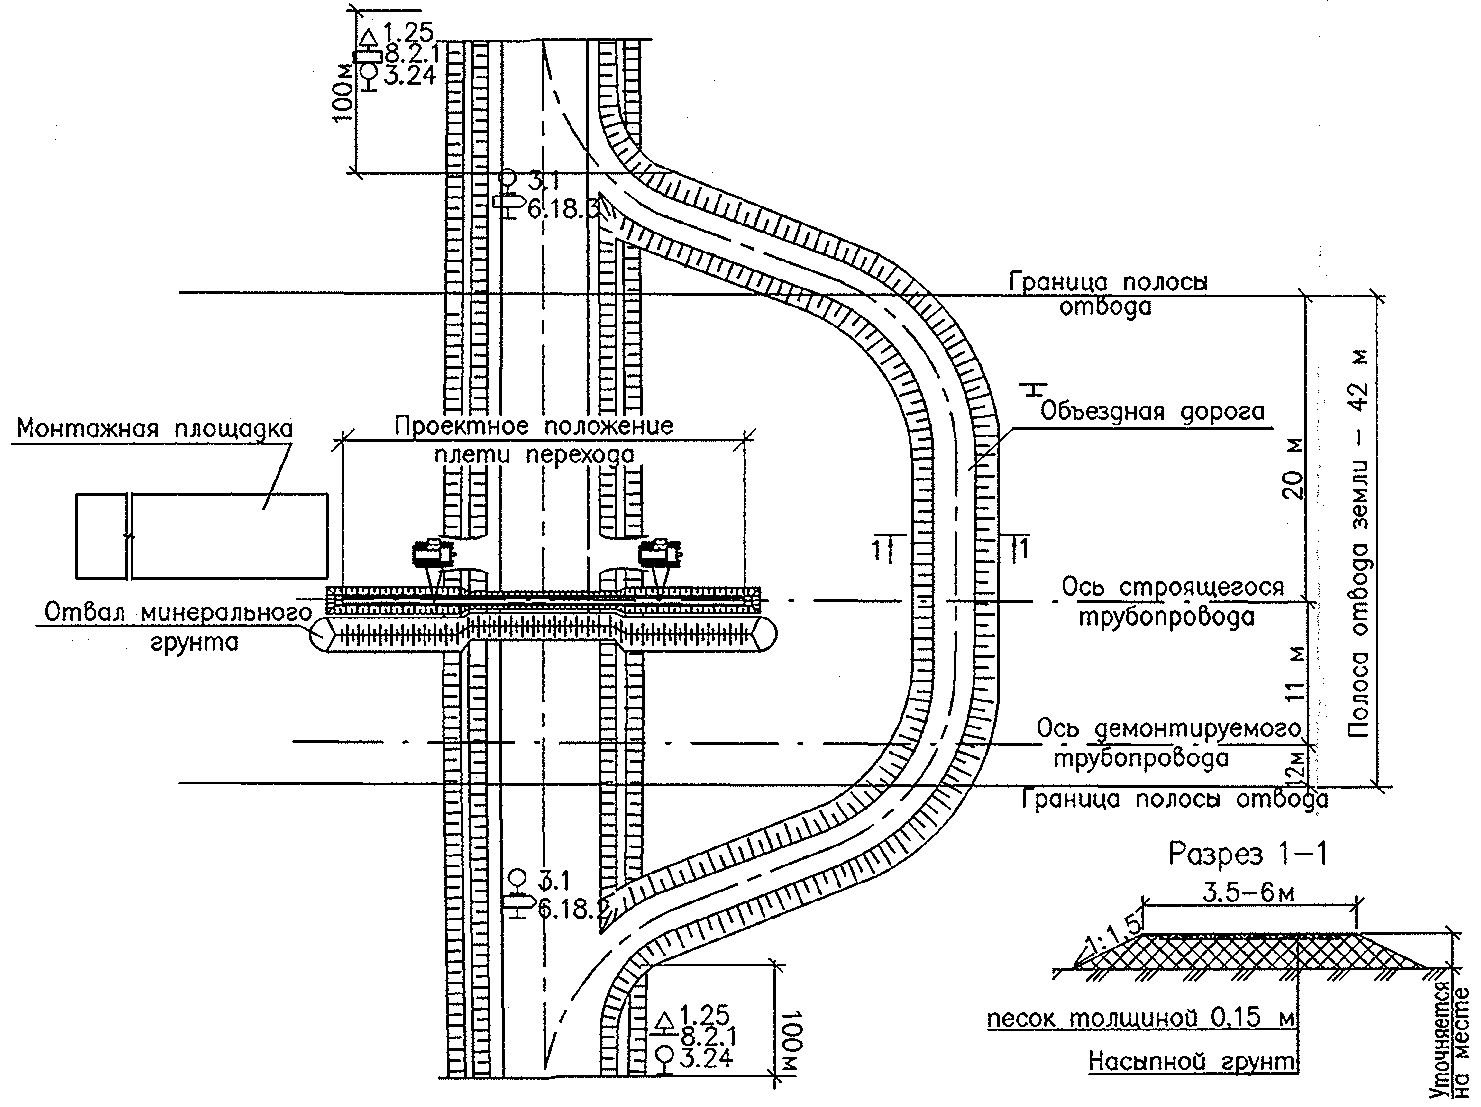 1.25
8.2.1
3.24
100м
3.1
6.18.3
Граница полосы
отвода
Объездная дорога
Проектное положение
плети перехода
Монтажная площадка
20 м
Полоса отвода земли – 42 м
1
1
Ось строящегося
трубопровода
Отвал минерального
грунта
11 м
Ось демонтируемого
трубопровода
12м
Граница полосы отвода
Разрез 1–1
3.5–6м
1:1,5
3.1
6.18.2
песок толщиной 0,15 м
Насыпной грунт
Уточняется
на месте
1.25
8.2.1
3.24
100м